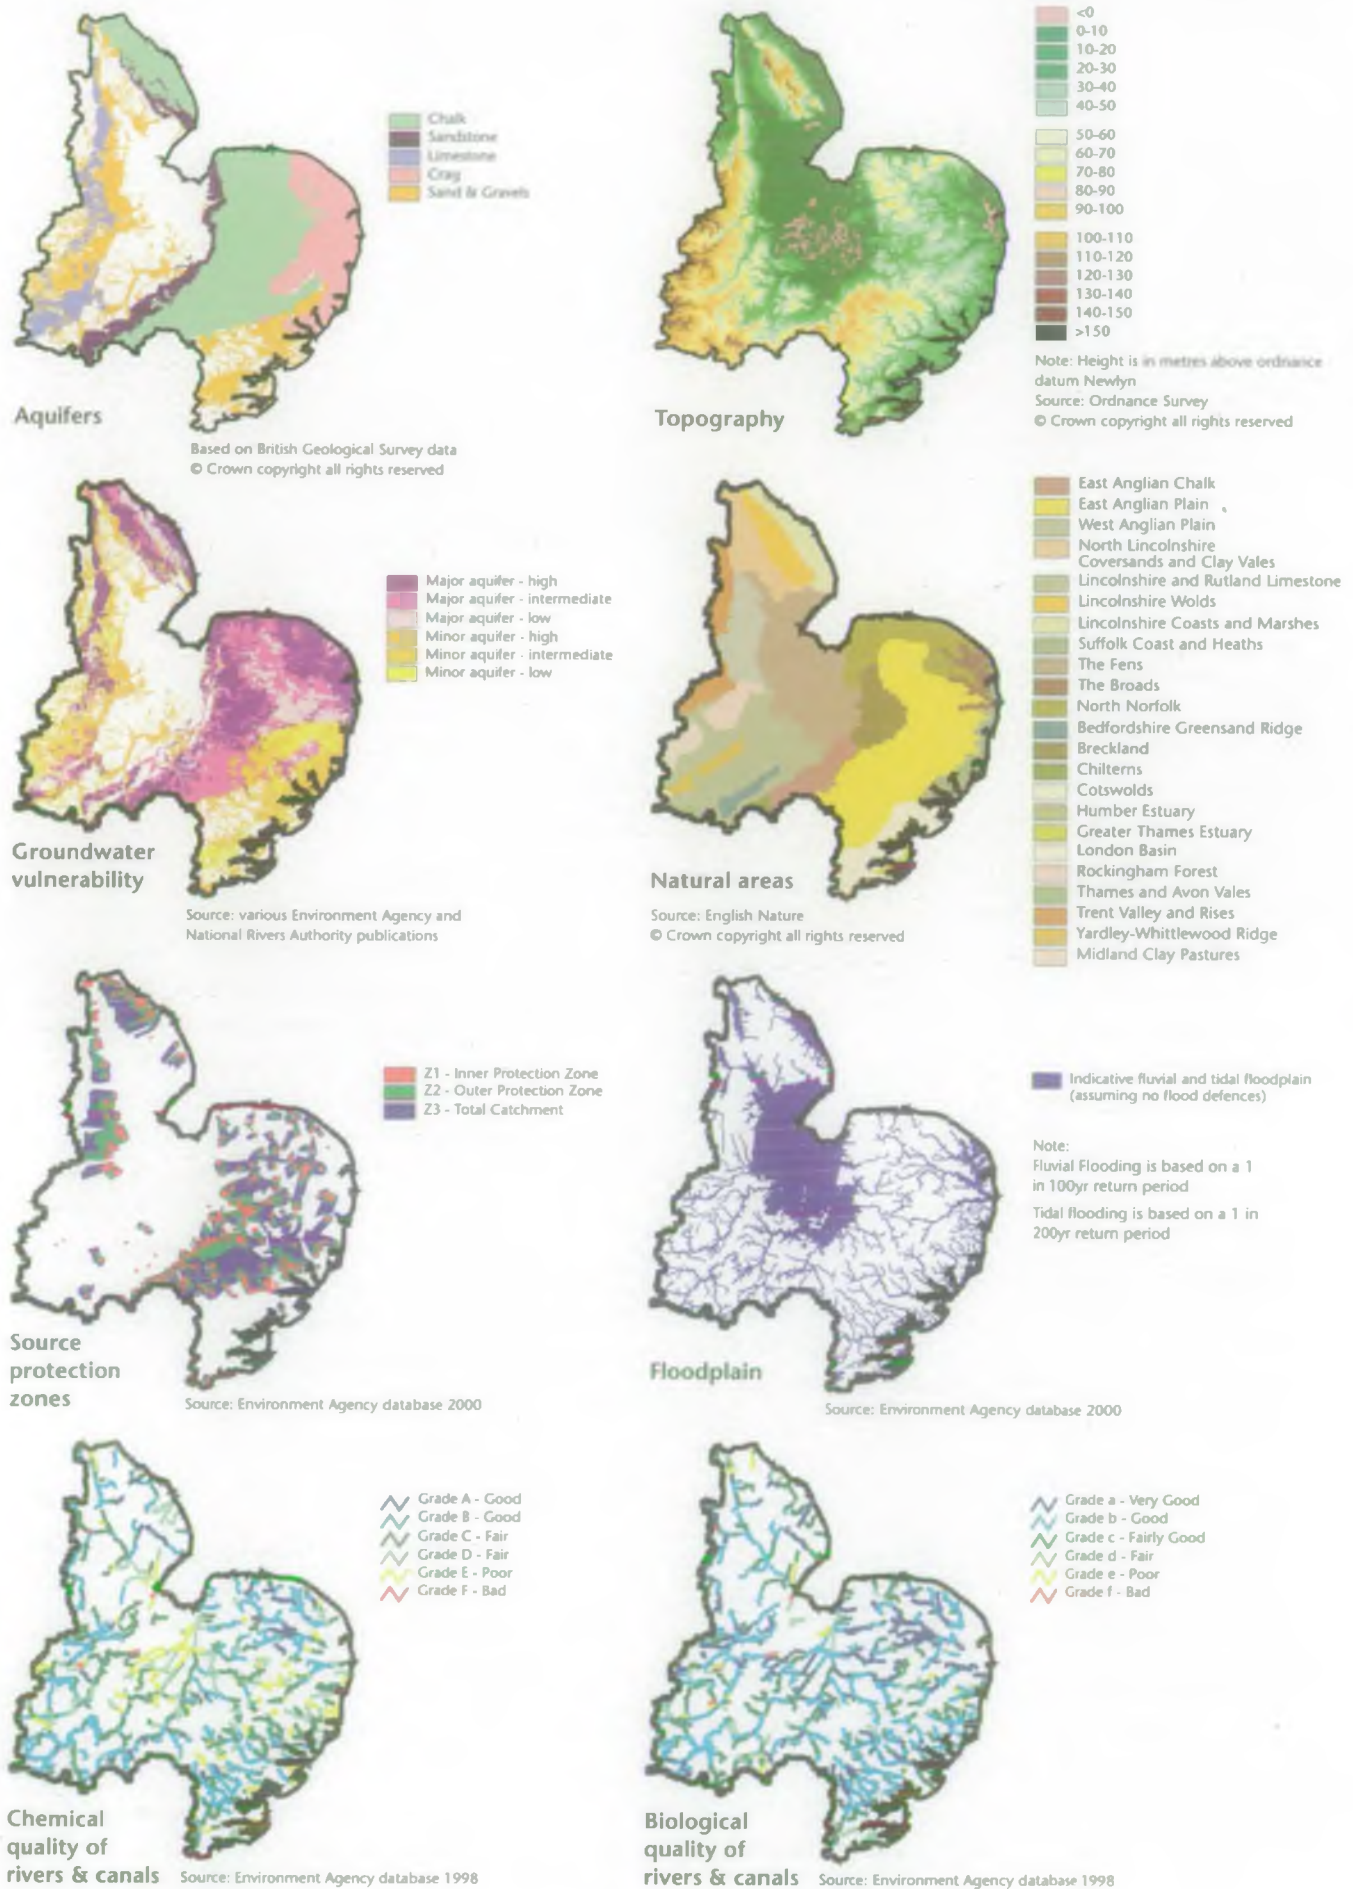 Chalk
Sandstone
Limestone
Crag
Sand & Gravels
Aquifers
Based on British Geological Survey data
© Crown copyright all rights reserved
<0
0-10
10-20
20-30
30-40
40-50
50-60
60-70
70-80
80-90
90-100
100-110
110-120
120-130
130-140
140-150
>150
Note: Height is in metres above ordnance
datum Newlyn
Source: Ordnance Survey
© Crown copyright all rights reserved
Topography
Major aquifer - high
Major aquifer - intermediate
Major aquifer - low
Minor aquifer - high
Minor aquifer - intermediate
Minor aquifer - low
Groundwater
vulnerability
Source: various Environment Agency and
National Rivers Authority publications
East Anglian Chalk
East Anglian Plain
West Anglian Plain
North Lincolnshire
Coversands and Clay Vales
Lincolnshire and Rutland Limestone
Lincolnshire Wolds
Lincolnshire Coasts and Marshes
Suffolk Coast and Heaths
The Fens
The Broads
North Norfolk
Bedfordshire Greensand Ridge
Breckland
Chilterns
Cotswolds
Humber Estuary
Greater Thames Estuary
London Basin
Rockingham Forest
Thames and Avon Vales
Trent Valley and Rises
Yardley-Whittlewood Ridge
Midland Clay Pastures
Natural areas
Source: English Nature
© Crown copyright all rights reserved
Z1 - Inner Protection Zone
Z2 - Outer Protection Zone
Z3 - Total Catchment
Source
protection
zones
Source: Environment Agency database 2000
Indicative fluvial and tidal floodplain
(assuming no flood defences)
Note:
Fluvial Flooding is based on a 1
in 100yr return period
Tidal flooding is based on a 1 in
200yr return period
Floodplain
Source: Environment Agency database 2000
Grade A - Good
Grade B - Good
Grade C - Fair
Grade D - Fair
Grade E - Poor
Grade F - Bad
Chemical
quality of
rivers & canals
Source: Environment Agency database 1998
Grade a - Very Good
Grade b - Good
Grade c - Fairly Good
Grade d - Fair
Grade e - Poor
Grade f - Bad
Biological
quality of
rivers & canals
Source: Environment Agency database 1998